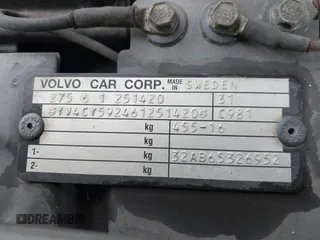 VOLVO CAR CORP. MADE IN SWEDEN
275 6 1 251420 31
YV4CY592461251420 C981
kg 455-16
kg
1- kg 32AB65326952
2- kg
DREAMBID